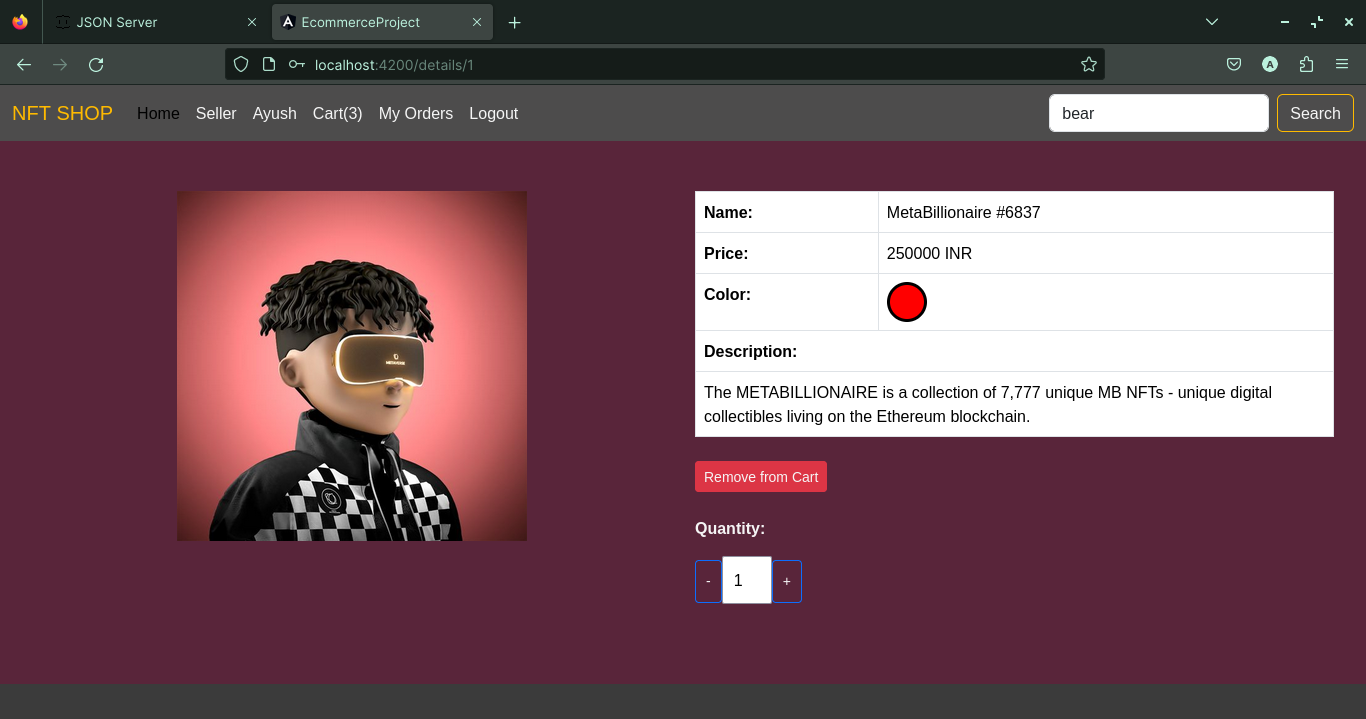 JSON Server
EcommerceProject
localhost:4200/details/1
A
NFT SHOP
Home
Seller
Ayush
Cart(3)
My Orders
Logout
bear
Search
Name:
MetaBillionaire #6837
Price:
250000 INR
Color:
Description:
The METABILLIONAIRE is a collection of 7,777 unique MB NFTs - unique digital
collectibles living on the Ethereum blockchain.
Remove from Cart
Quantity:
- 1 +